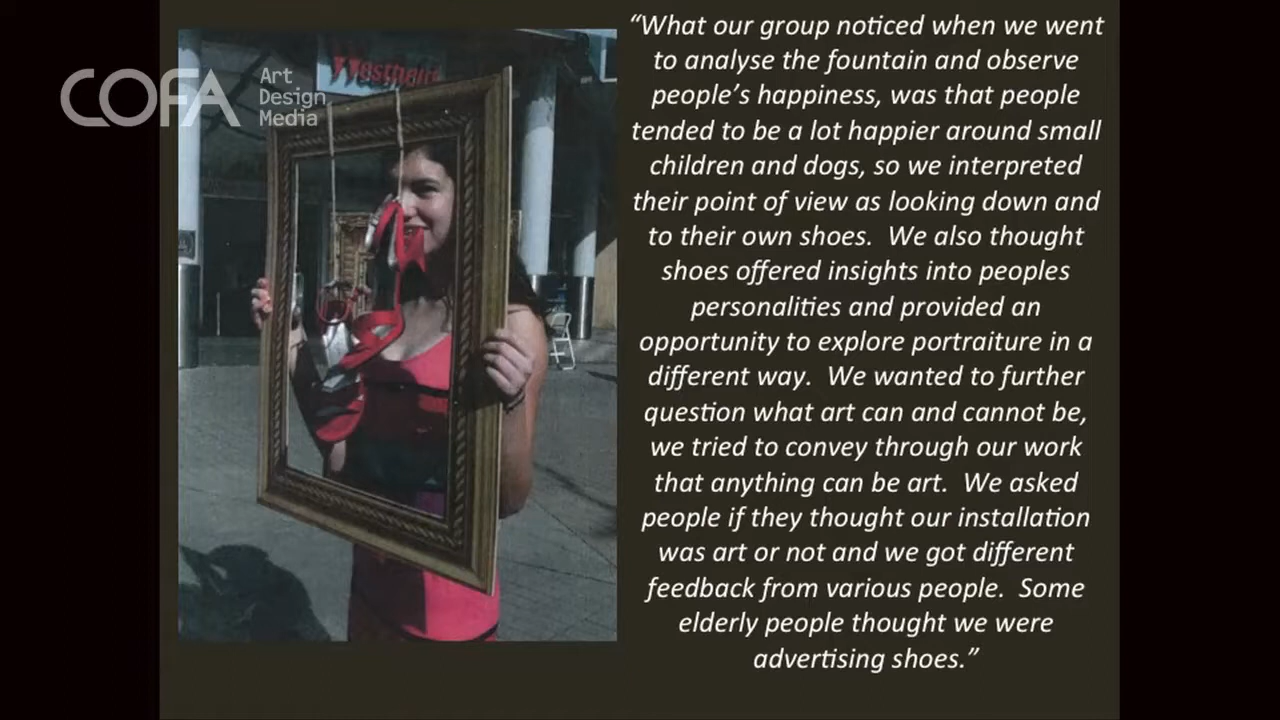 COFA
Art
Design
Media
“What our group noticed when we went
to analyse the fountain and observe
people’s happiness, was that people
tended to be a lot happier around small
children and dogs, so we interpreted
their point of view as looking down and
to their own shoes.  We also thought
shoes offered insights into peoples
personalities and provided an
opportunity to explore portraiture in a
different way.  We wanted to further
question what art can and cannot be,
we tried to convey through our work
that anything can be art.  We asked
people if they thought our installation
was art or not and we got different
feedback from various people.  Some
elderly people thought we were
advertising shoes.”